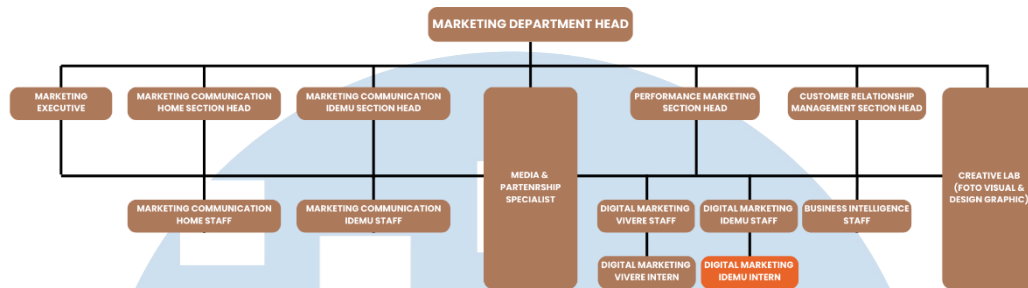 MARKETING DEPARTMENT HEAD
MARKETING
EXECUTIVE
MARKETING COMMUNICATION
HOME SECTION HEAD
MARKETING COMMUNICATION
IDEMU SECTION HEAD
PERFORMANCE MARKETING
SECTION HEAD
CUSTOMER RELATIONSHIP
MANAGEMENT SECTION HEAD
MEDIA &
PARTENRSHIP
SPECIALIST
CREATIVE LAB
(FOTO VISUAL &
DESIGN GRAPHIC)
MARKETING COMMUNICATION
HOME STAFF
MARKETING COMMUNICATION
IDEMU STAFF
DIGITAL MARKETING
VIVERE STAFF
DIGITAL MARKETING
IDEMU STAFF
BUSINESS INTELLIGENCE
STAFF
DIGITAL MARKETING
VIVERE INTERN
DIGITAL MARKETING
IDEMU INTERN